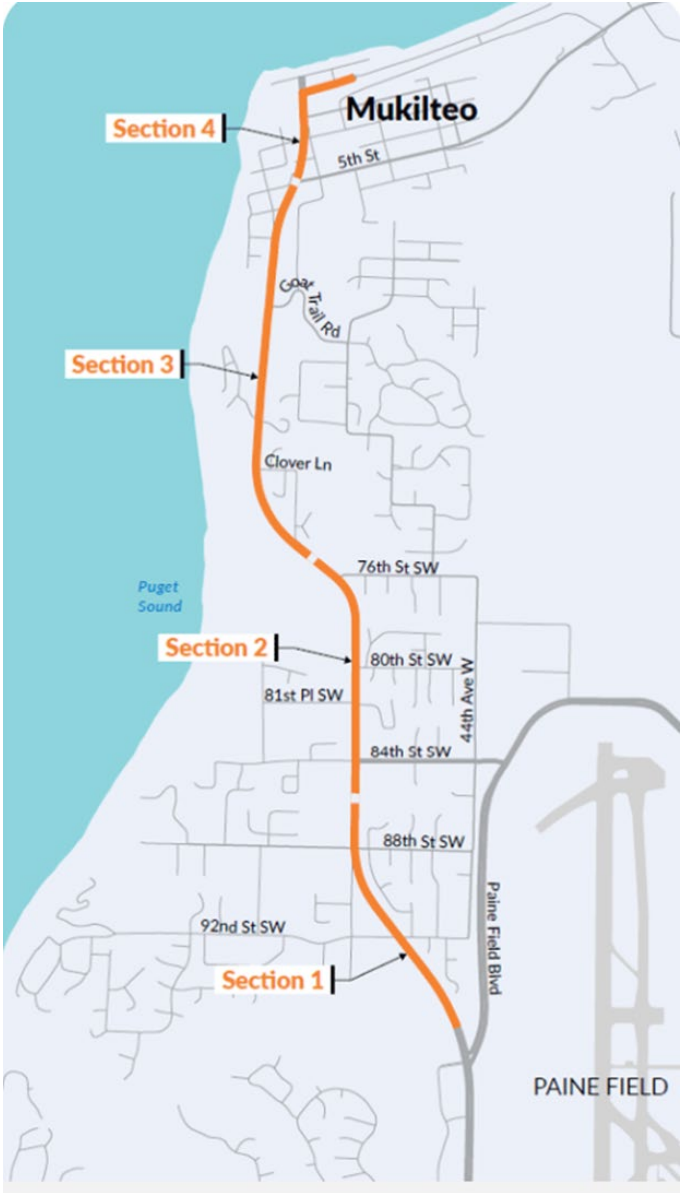 Mukilteo
Section 4
5th St
Goat Trail Rd
Section 3
Clover Ln
76th St SW
Puget
Sound
Section 2
80th St SW
44th Ave W
81st Pl SW
84th St SW
88th St SW
Paine Field Blvd
92nd St SW
Section 1
PAINE FIELD